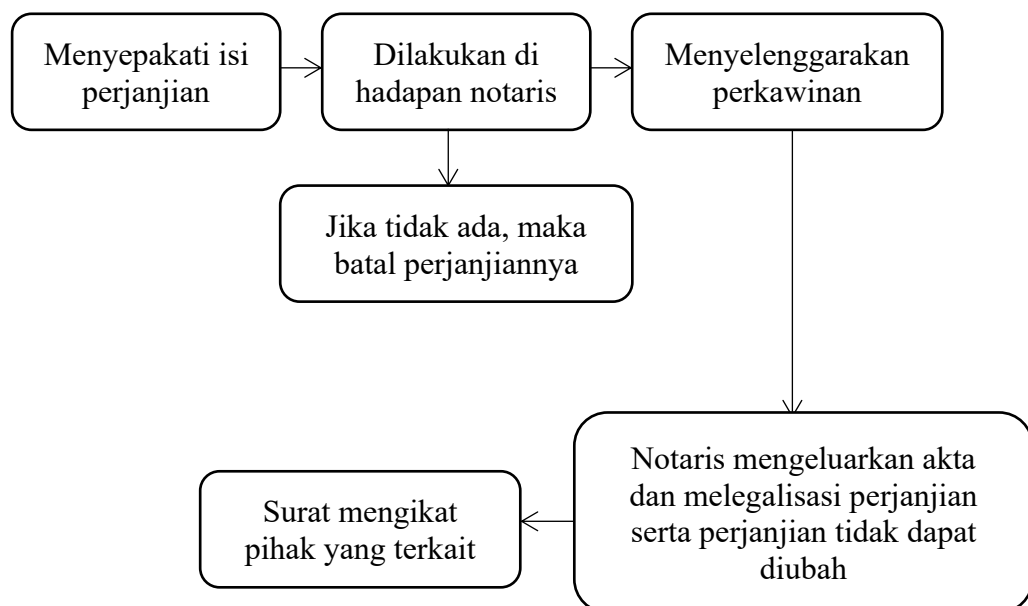 Menyepakati isi
perjanjian
Dilakukan di
hadapan notaris
Menyelenggarakan
perkawinan
Jika tidak ada, maka
batal perjanjiannya
Notaris mengeluarkan akta
dan melegalisasi perjanjian
serta perjanjian tidak dapat
diubah
Surat mengikat
pihak yang terkait